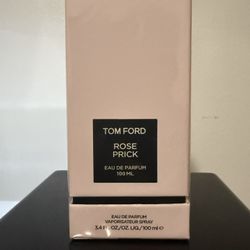 TOM FORD
ROSE
PRICK
EAU DE PARFUM
100 ML
EAU DE PARFUM
VAPORISATEUR SPRAY
3.4 FL.OZ/OZ. LIQ./100 ml ℮